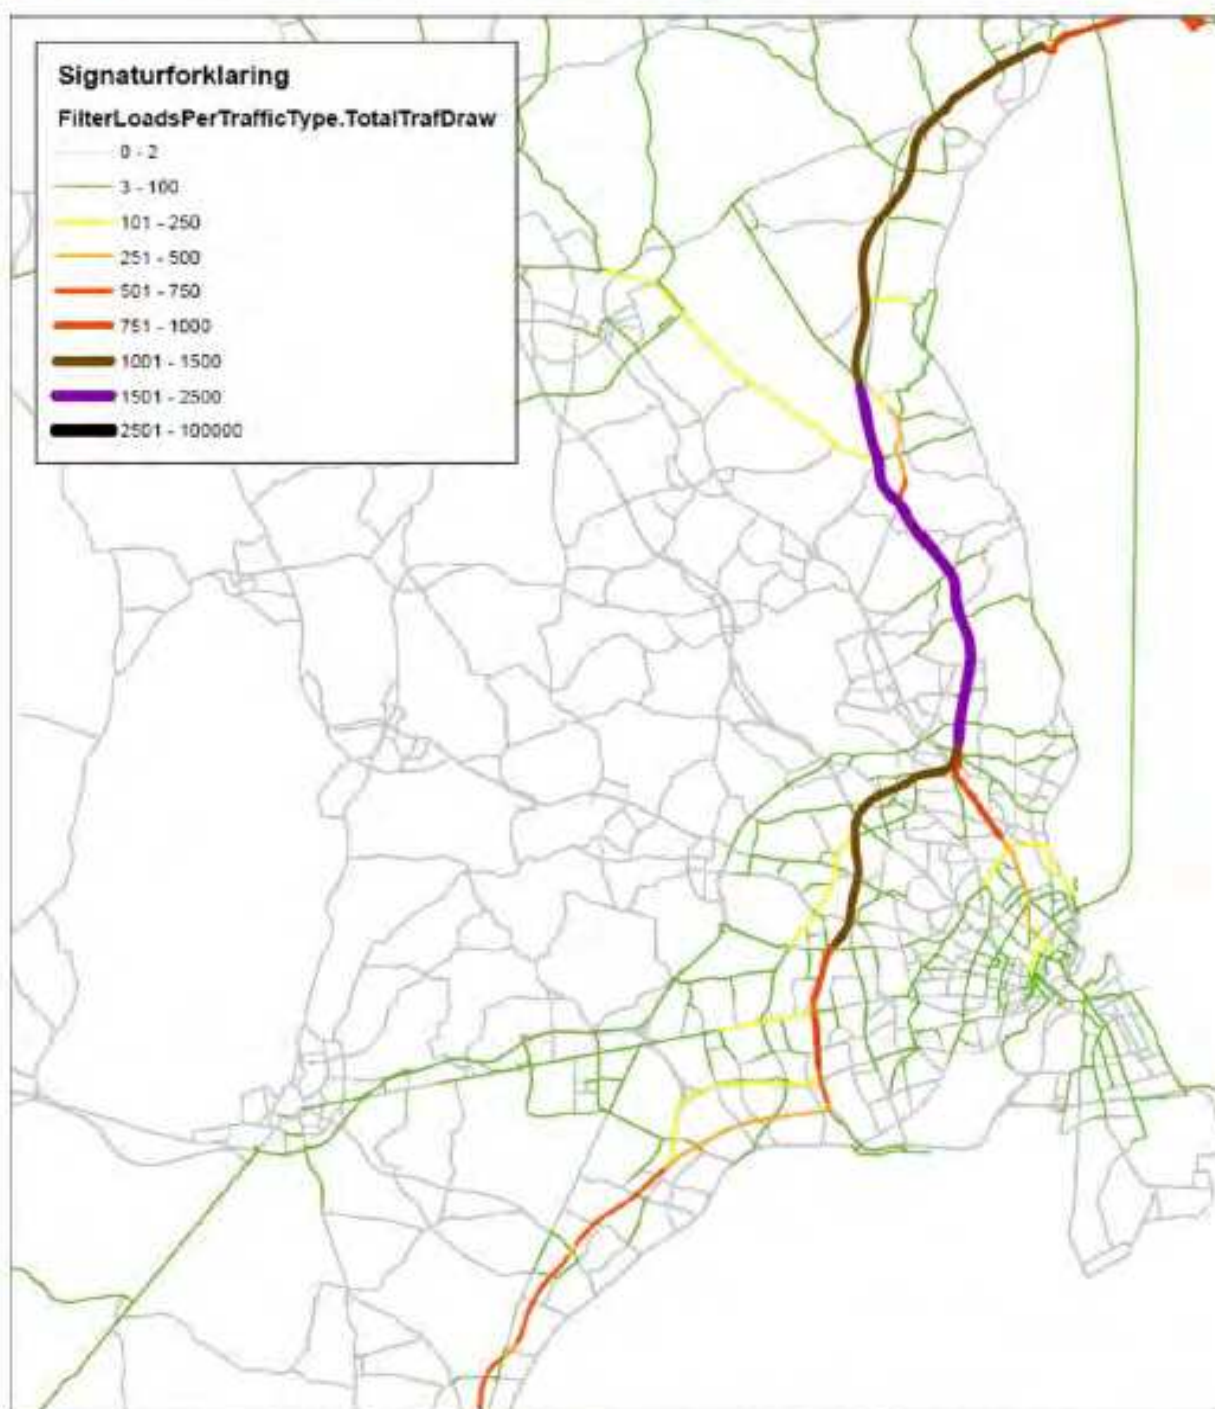 Signaturforklaring
FilterLoadsPerTrafficType.TotalTrafDraw
0 - 2
3 - 100
101 - 250
251 - 500
501 - 750
751 - 1000
1001 - 1500
1501 - 2500
2501 - 100000